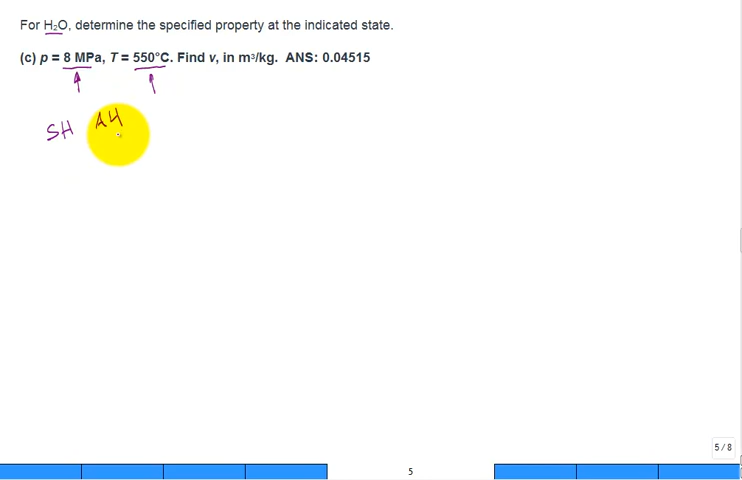 For H₂O, determine the specified property at the indicated state.
(c) p = 8 MPa, T = 550°C. Find v, in m³/kg. ANS: 0.04515
SH A4
5 / 8
5